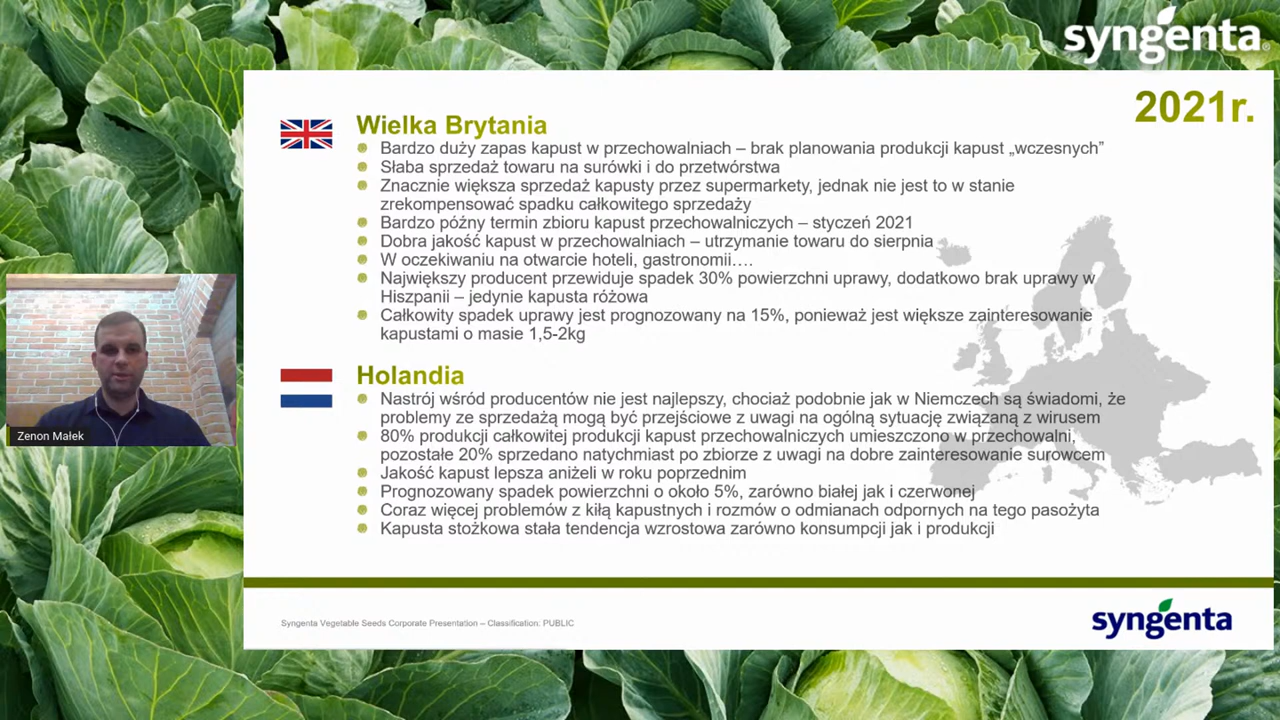 syngenta®
2021r.
Wielka Brytania
Bardzo duży zapas kapust w przechowalniach – brak planowania produkcji kapust „wczesnych”
Słaba sprzedaż towaru na surówki i do przetwórstwa
Znacznie większa sprzedaż kapusty przez supermarkety, jednak nie jest to w stanie
zrekompensować spadku całkowitego sprzedaży
Bardzo późny termin zbioru kapust przechowalniczych – styczeń 2021
Dobra jakość kapust w przechowalniach – utrzymanie towaru do sierpnia
W oczekiwaniu na otwarcie hoteli, gastronomii….
Największy producent przewiduje spadek 30% powierzchni uprawy, dodatkowo brak uprawy w
Hiszpanii – jedynie kapusta różowa
Całkowity spadek uprawy jest prognozowany na 15%, ponieważ jest większe zainteresowanie
kapustami o masie 1,5-2kg
Holandia
Nastrój wśród producentów nie jest najlepszy, chociaż podobnie jak w Niemczech są świadomi, że
problemy ze sprzedażą mogą być przejściowe z uwagi na ogólną sytuację związaną z wirusem
80% produkcji całkowitej produkcji kapust przechowalniczych umieszczono w przechowalni,
pozostałe 20% sprzedano natychmiast po zbiorze z uwagi na dobre zainteresowanie surowcem
Jakość kapust lepsza aniżeli w roku poprzednim
Prognozowany spadek powierzchni o około 5%, zarówno białej jak i czerwonej
Coraz więcej problemów z kiłą kapustnych i rozmów o odmianach odpornych na tego pasożyta
Kapusta stożkowa stała tendencja wzrostowa zarówno konsumpcji jak i produkcji
Zenon Małek
Syngenta Vegetable Seeds Corporate Presentation – Classification: PUBLIC
syngenta